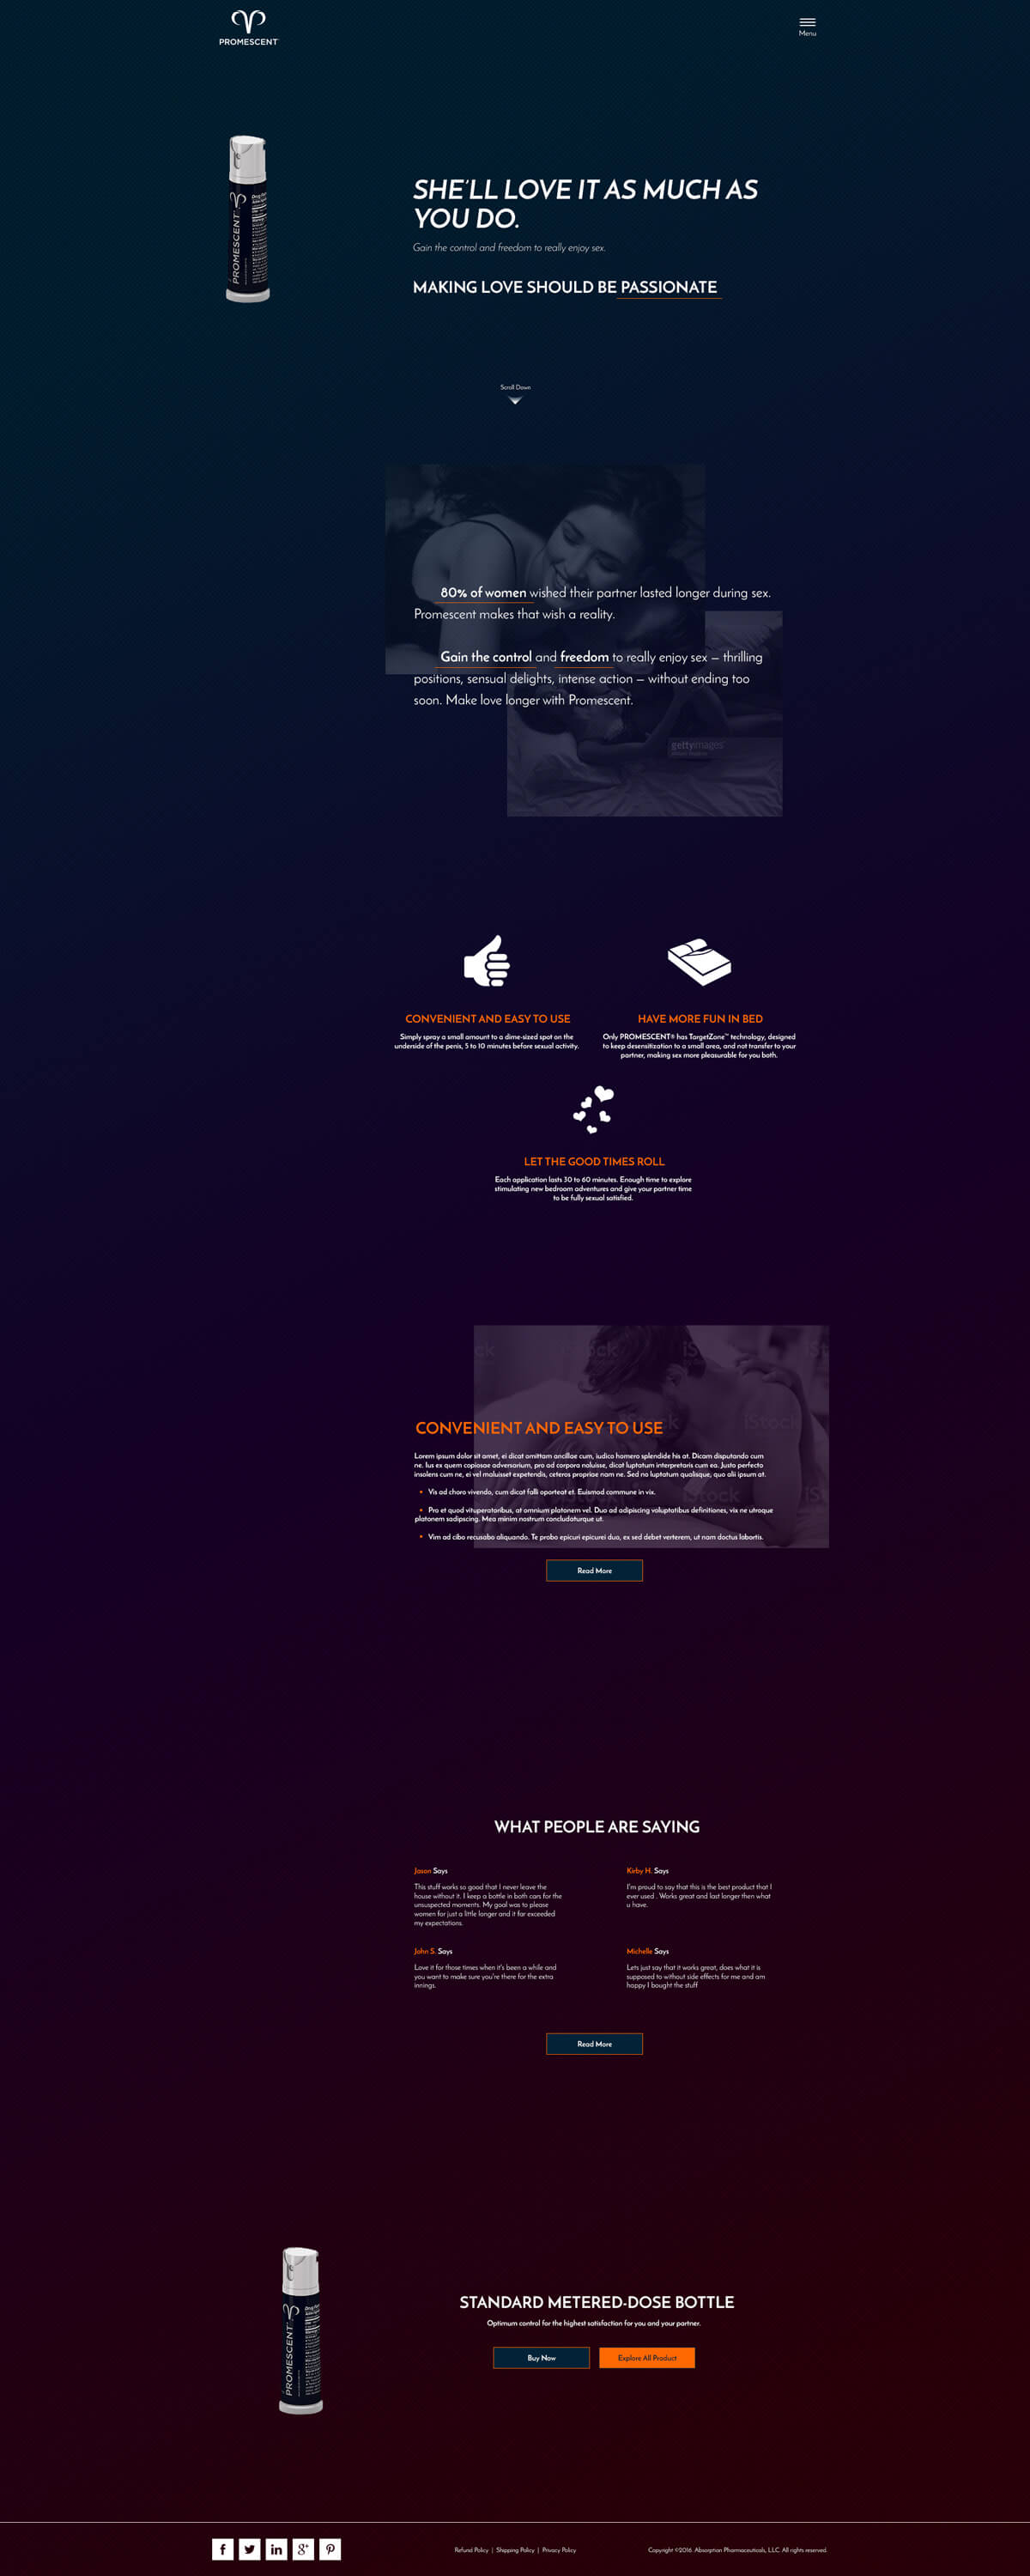 PROMESCENT
Menu
PROMESCENT
SHE'LL LOVE IT AS MUCH AS
YOU DO.
Gain the control and freedom to really enjoy sex.
MAKING LOVE SHOULD BE PASSIONATE
Scroll Down
80% of women wished their partner lasted longer during sex.
Promescent makes that wish a reality.
Gain the control and freedom to really enjoy sex – thrilling
positions, sensual delights, intense action – without ending too
soon. Make love longer with Promescent.
gettyimages
CONVENIENT AND EASY TO USE
Simply spray a small amount to a dime-sized spot on the
underside of the penis, 5 to 10 minutes before sexual activity.
HAVE MORE FUN IN BED
Only PROMESCENT® has TargetZone™ technology, designed
to keep desensitization to a small area, and not transfer to your
partner, making sex more pleasurable for you both.
LET THE GOOD TIMES ROLL
Each application lasts 30 to 60 minutes. Enough time to explore
stimulating new bedroom adventures and give your partner time
to be fully sexual satisfied.
iStock
CONVENIENT AND EASY TO USE
Lorem ipsum dolor sit amet, ei dicat omittam ancillae cum, iudico homero splendide his at. Dicam disputando cum
ne. Ius ex quem copiosae adversarium, pro ad corpora noluisse, dicat luptatum interpretaris cum ea. Justo perfecto
insolens cum ne, ei vel maluisset expetendis, ceteros propriae nam ne. Sed no luptatum qualisque, quo alii ipsum at.
• Vis ad choro vivendo, cum dicat falli oporteat et. Euismod commune in vix.
• Pro et quod vituperatoribus, at omnium platonem vel. Duo ad adipiscing voluptatibus definitiones, vix ne utroque
platonem sadipscing. Mea minim nostrum concludaturque ut.
• Vim ad cibo recusabo aliquando. Te probo epicuri epicurei duo, ex sed debet verterem, ut nam doctus lobortis.
Read More
WHAT PEOPLE ARE SAYING
Jason Says
This stuff works so good that I never leave the
house without it. I keep a bottle in both cars for the
unsuspected moments. My goal was to please
women for just a little longer and it far exceeded
my expectations.
Kirby H. Says
I'm proud to say that this is the best product that I
ever used . Works great and last longer then what
u have.
John S. Says
Love it for those times when it's been a while and
you want to make sure you're there for the extra
innings.
Michelle Says
Lets just say that it works great, does what it is
supposed to without side effects for me and am
happy I bought the stuff
Read More
PROMESCENT
STANDARD METERED-DOSE BOTTLE
Optimum control for the highest satisfaction for you and your partner.
Buy Now
Explore All Product
Refund Policy | Shipping Policy | Privacy Policy
Copyright ©2016 Absorption Pharmaceuticals, LLC. All rights reserved.